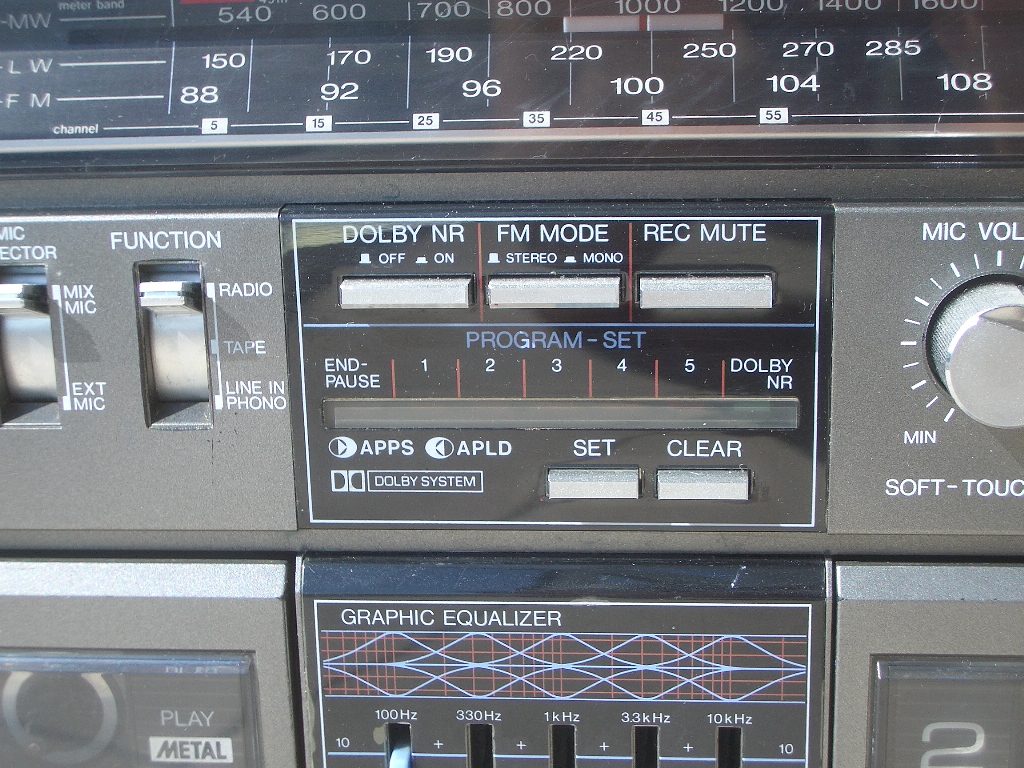 meter band
MW 540 600 700 800 1000 1200 1400 1600
LW 150 170 190 220 250 270 285
FM 88 92 96 100 104 108
channel 5 15 25 35 45 55
MIC
FUNCTION
DOLBY NR FM MODE REC MUTE
MIC VOL
OFF ON STEREO MONO
MIX
MIC
RADIO
TAPE
EXT
MIC
LINE IN
PHONO
PROGRAM-SET
END-
PAUSE 1 2 3 4 5 DOLBY
NR
MIN
APPS APLD SET CLEAR
DOLBY SYSTEM
SOFT-TOUC
GRAPHIC EQUALIZER
100Hz 330Hz 1kHz 3.3kHz 10kHz
10 + + + + 10
PLAY
METAL
2